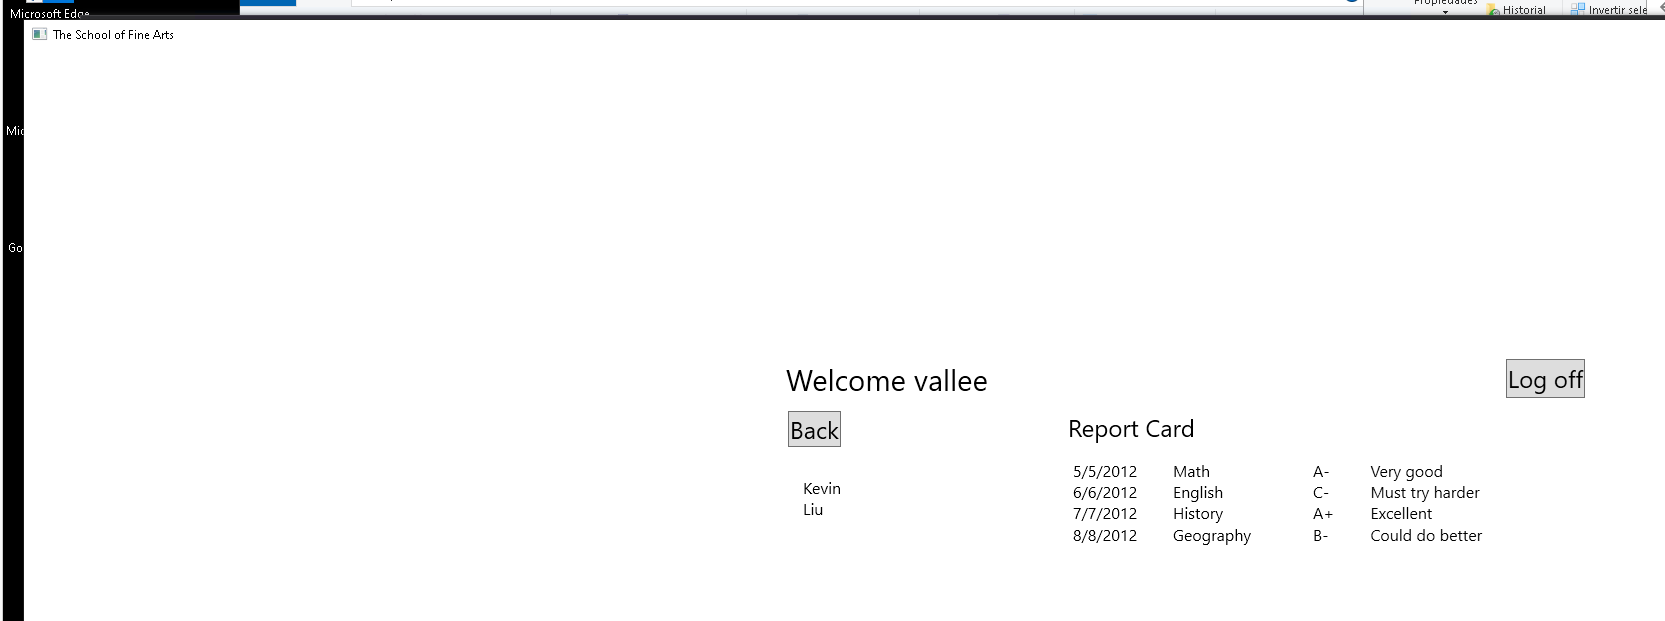 Propiedades
Microsoft Edge
Historial
Invertir sele
The School of Fine Arts
Mic
Go
Welcome vallee
Log off
Back
Report Card
5/5/2012 Math A- Very good
6/6/2012 English C- Must try harder
7/7/2012 History A+ Excellent
8/8/2012 Geography B- Could do better
Kevin
Liu